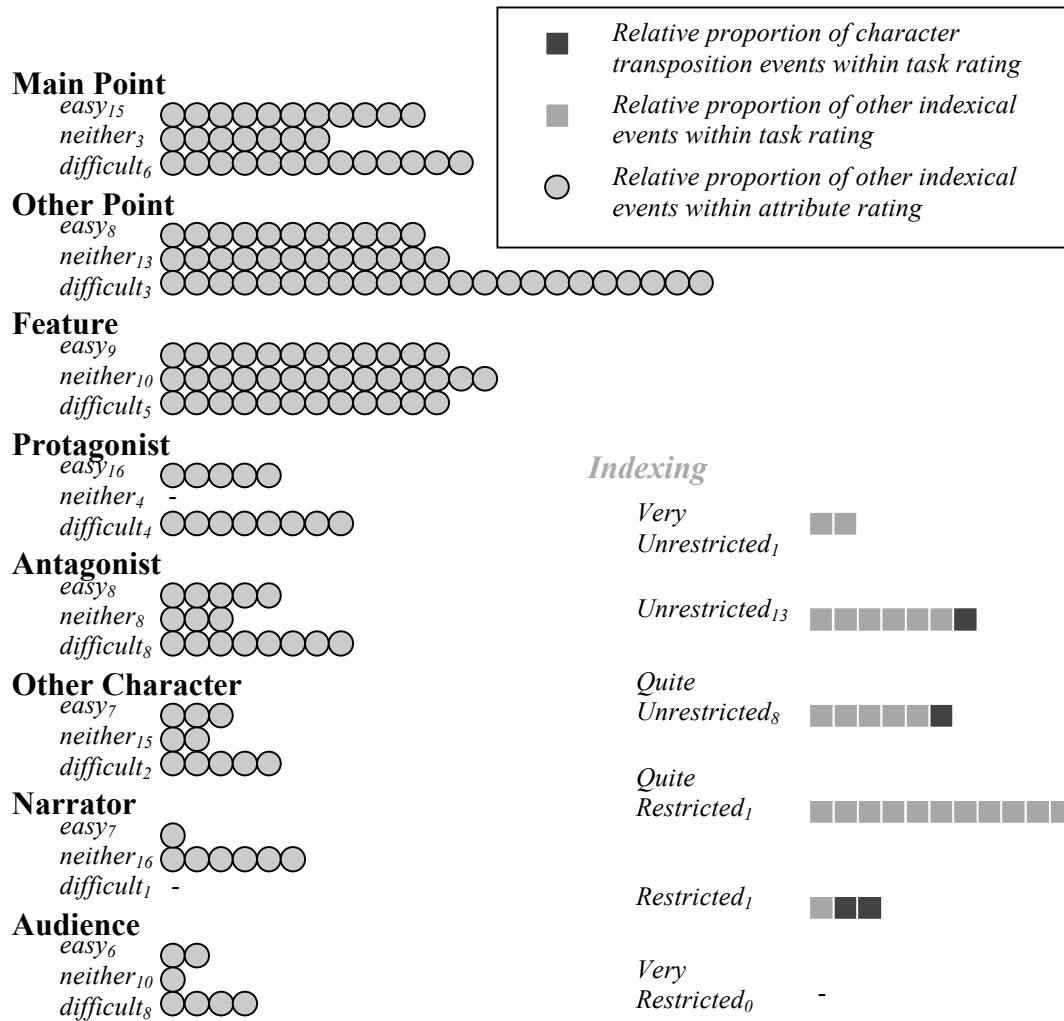 Relative proportion of character
transposition events within task rating
Relative proportion of other indexical
events within task rating
Relative proportion of other indexical
events within attribute rating
Main Point
easy15
neither3
difficult6
Other Point
easy8
neither13
difficult3
Feature
easy9
neither10
difficult5
Protagonist
easy16
neither4 -
difficult4
Antagonist
easy8
neither8
difficult8
Other Character
easy7
neither15
difficult2
Narrator
easy7
neither16
difficult1 -
Audience
easy6
neither10
difficult8
Indexing
Very
Unrestricted1
Unrestricted13
Quite
Unrestricted8
Quite
Restricted1
Restricted1
Very
Restricted0 -